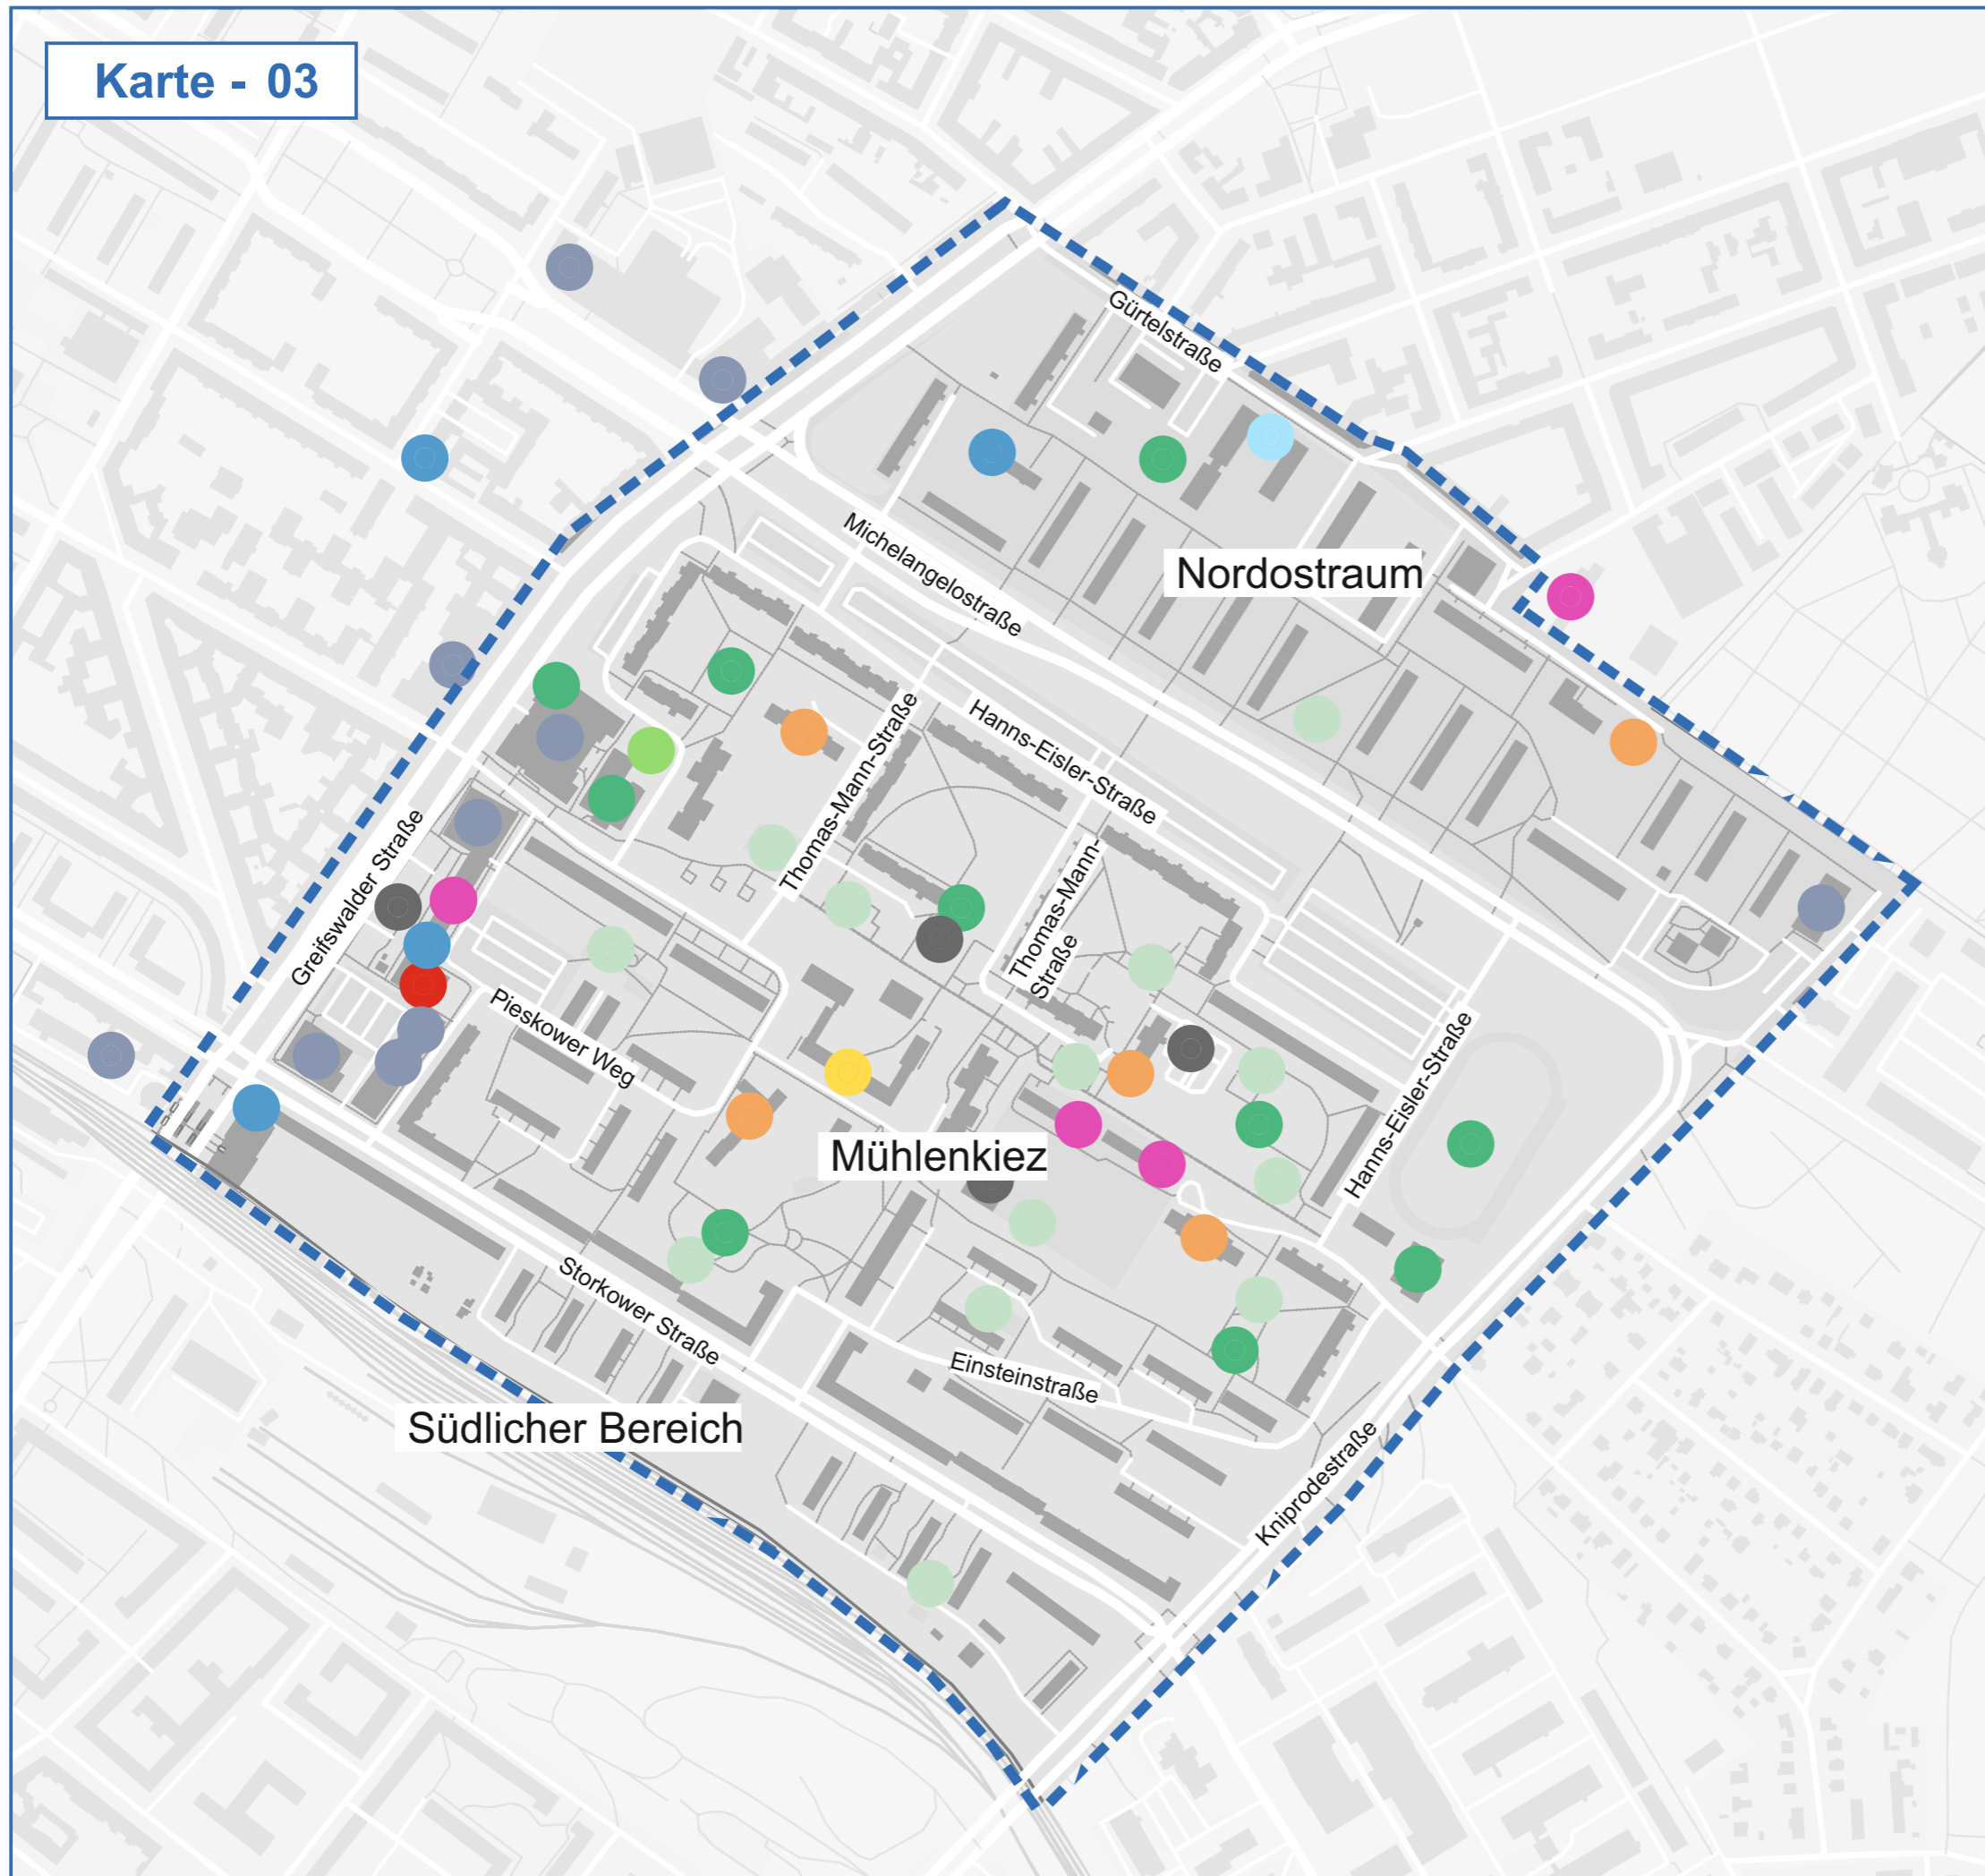 Karte - 03
Gürtelstraße
Michelangelostraße
Nordostraum
Hanns-Eisler-Straße
Thomas-Mann-Straße
Thomas-Mann-
Straße
Greifswalder Straße
Pieskower Weg
Hanns-Eisler-Straße
Mühlenkiez
Storkower Straße
Einsteinstraße
Südlicher Bereich
Kniprodestraße